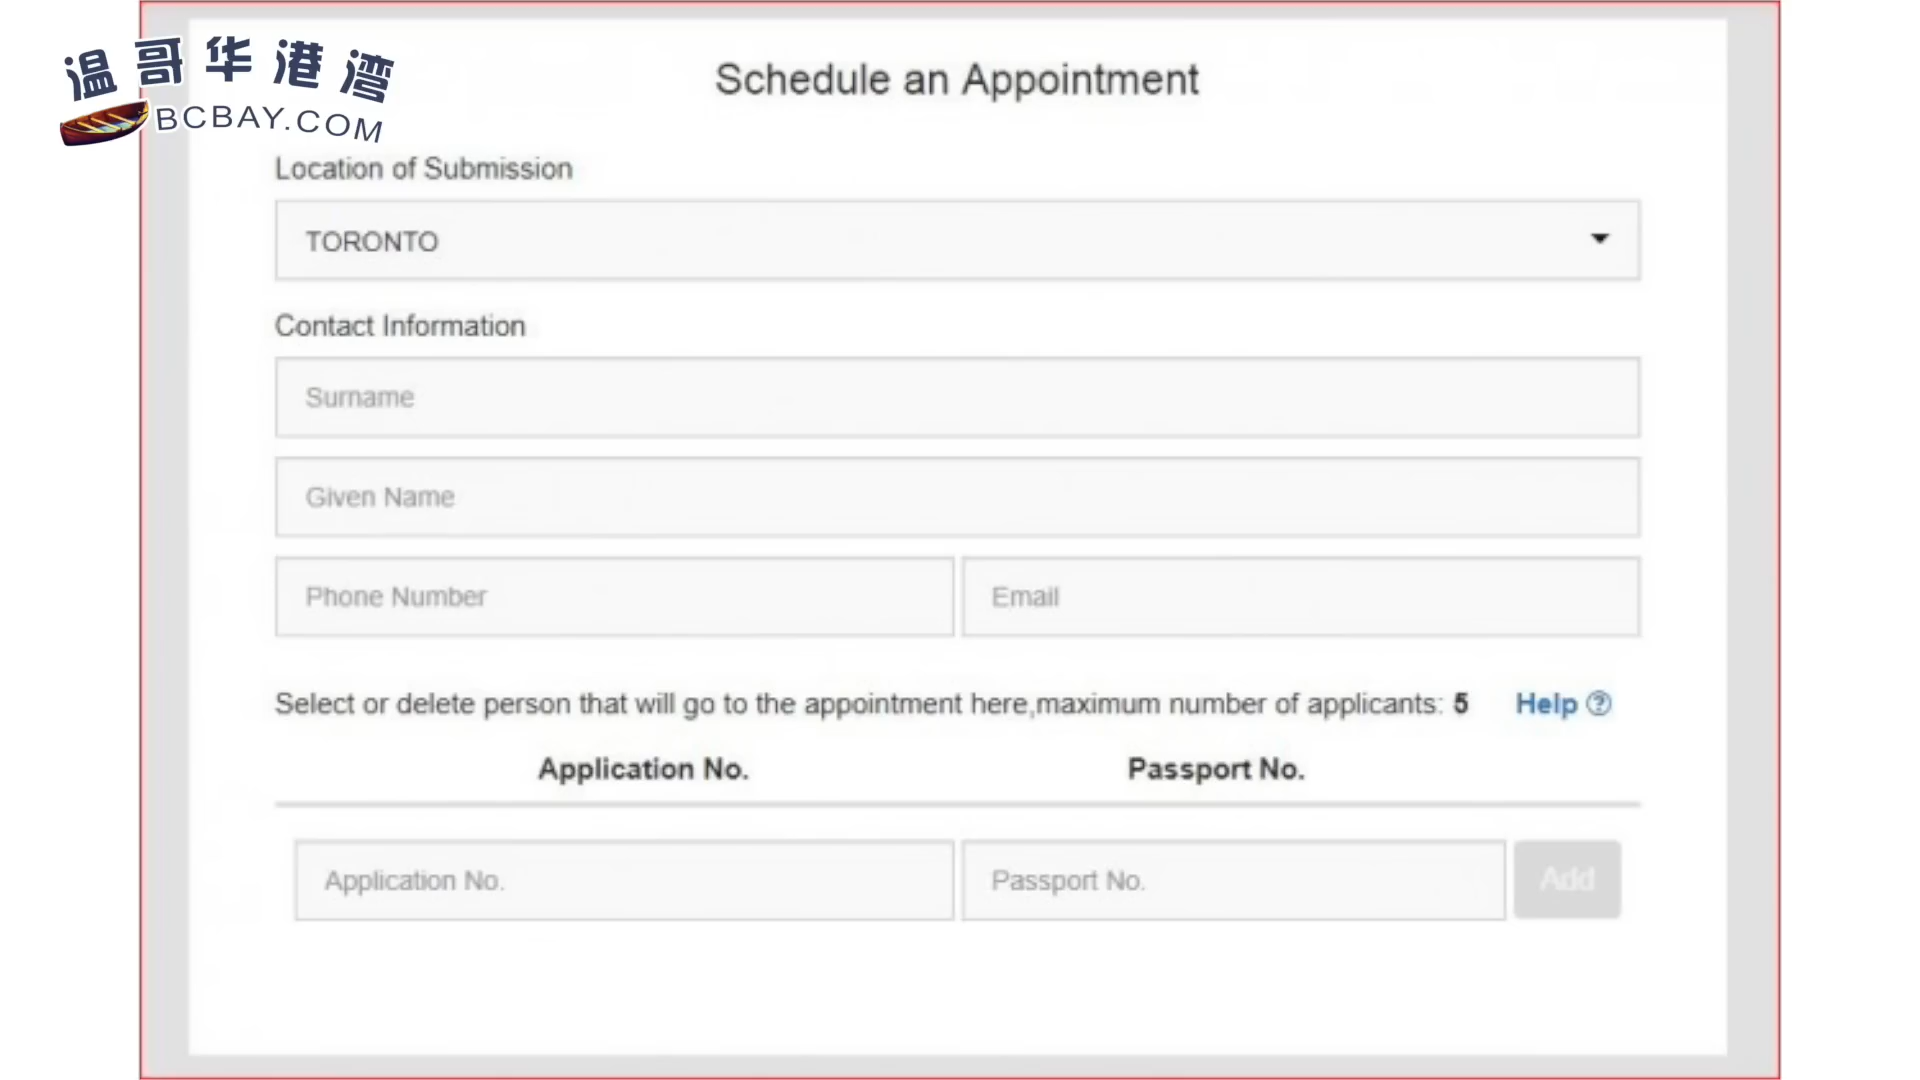 温哥华港湾
BCBAY.COM
Schedule an Appointment
Location of Submission
TORONTO
Contact Information
Surname
Given Name
Phone Number Email
Select or delete person that will go to the appointment here,maximum number of applicants: 5 Help ?
Application No. Passport No.
Application No. Passport No. Add